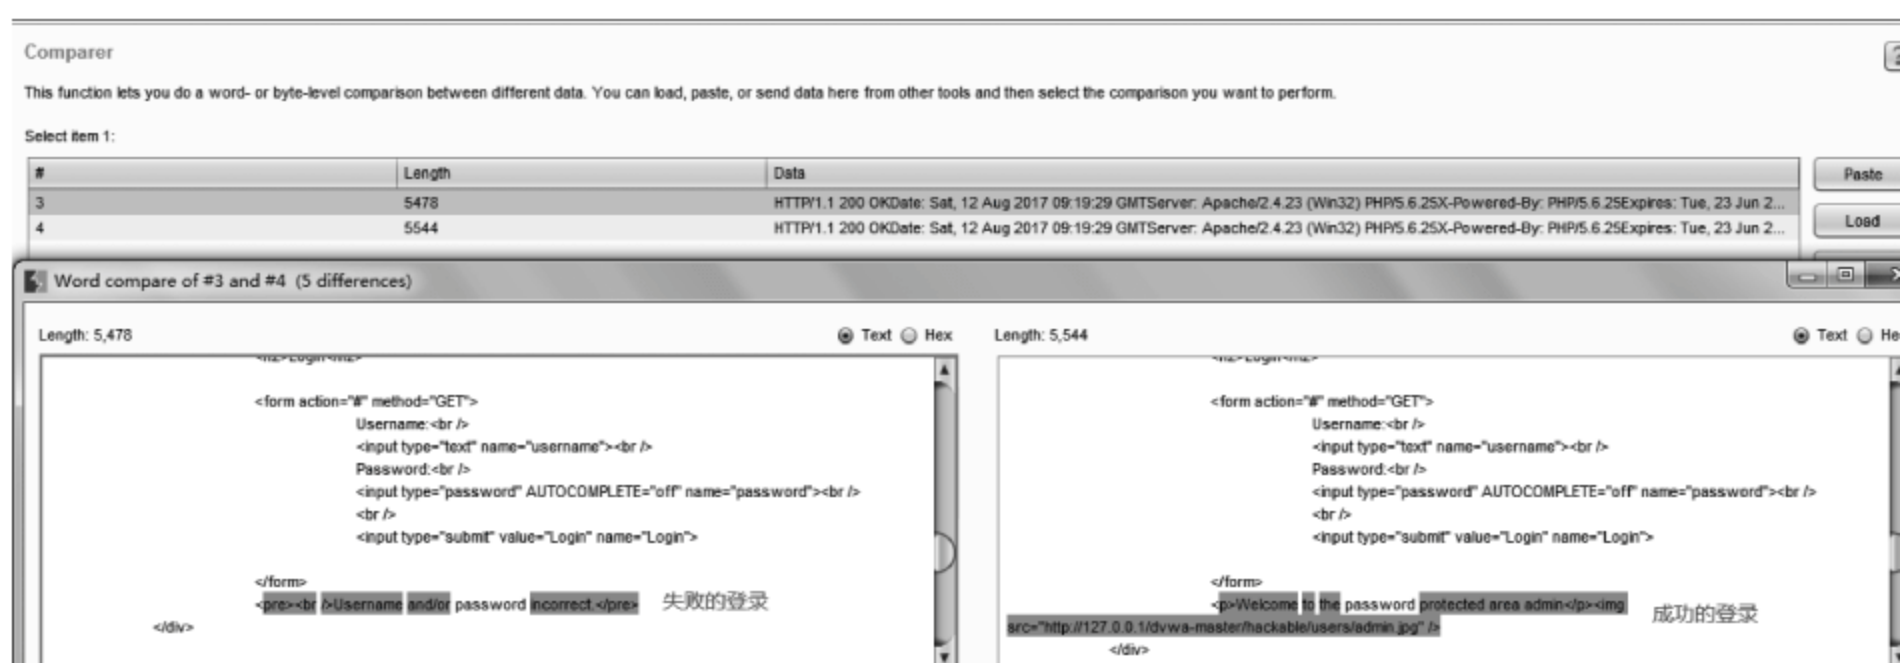 Comparer
This function lets you do a word- or byte-level comparison between different data. You can load, paste, or send data here from other tools and then select the comparison you want to perform.
Select item 1:
# Length Data
Paste
3 5478 HTTP/1.1 200 OKDate: Sat, 12 Aug 2017 09:19:29 GMTServer: Apache/2.4.23 (Win32) PHP/5.6.25X-Powered-By: PHP/5.6.25Expires: Tue, 23 Jun 2...
4 5544 HTTP/1.1 200 OKDate: Sat, 12 Aug 2017 09:19:29 GMTServer: Apache/2.4.23 (Win32) PHP/5.6.25X-Powered-By: PHP/5.6.25Expires: Tue, 23 Jun 2...
Load
Word compare of #3 and #4 (5 differences)
Length: 5,478 Text Hex
<form action="#" method="GET">
Username:<br />
<input type="text" name="username"><br />
Password:<br />
<input type="password" AUTOCOMPLETE="off" name="password"><br />
<br />
<input type="submit" value="Login" name="Login">
</form>
<pre><br />Username and/or password incorrect.</pre> 失败的登录
</div>
Length: 5,544 Text
<form action="#" method="GET">
Username:<br />
<input type="text" name="username"><br />
Password:<br />
<input type="password" AUTOCOMPLETE="off" name="password"><br />
<br />
<input type="submit" value="Login" name="Login">
</form>
<p>Welcome to the password protected area admin</p><img
src="http://127.0.0.1/dvwa-master/hackable/users/admin.jpg" />
成功的登录
</div>